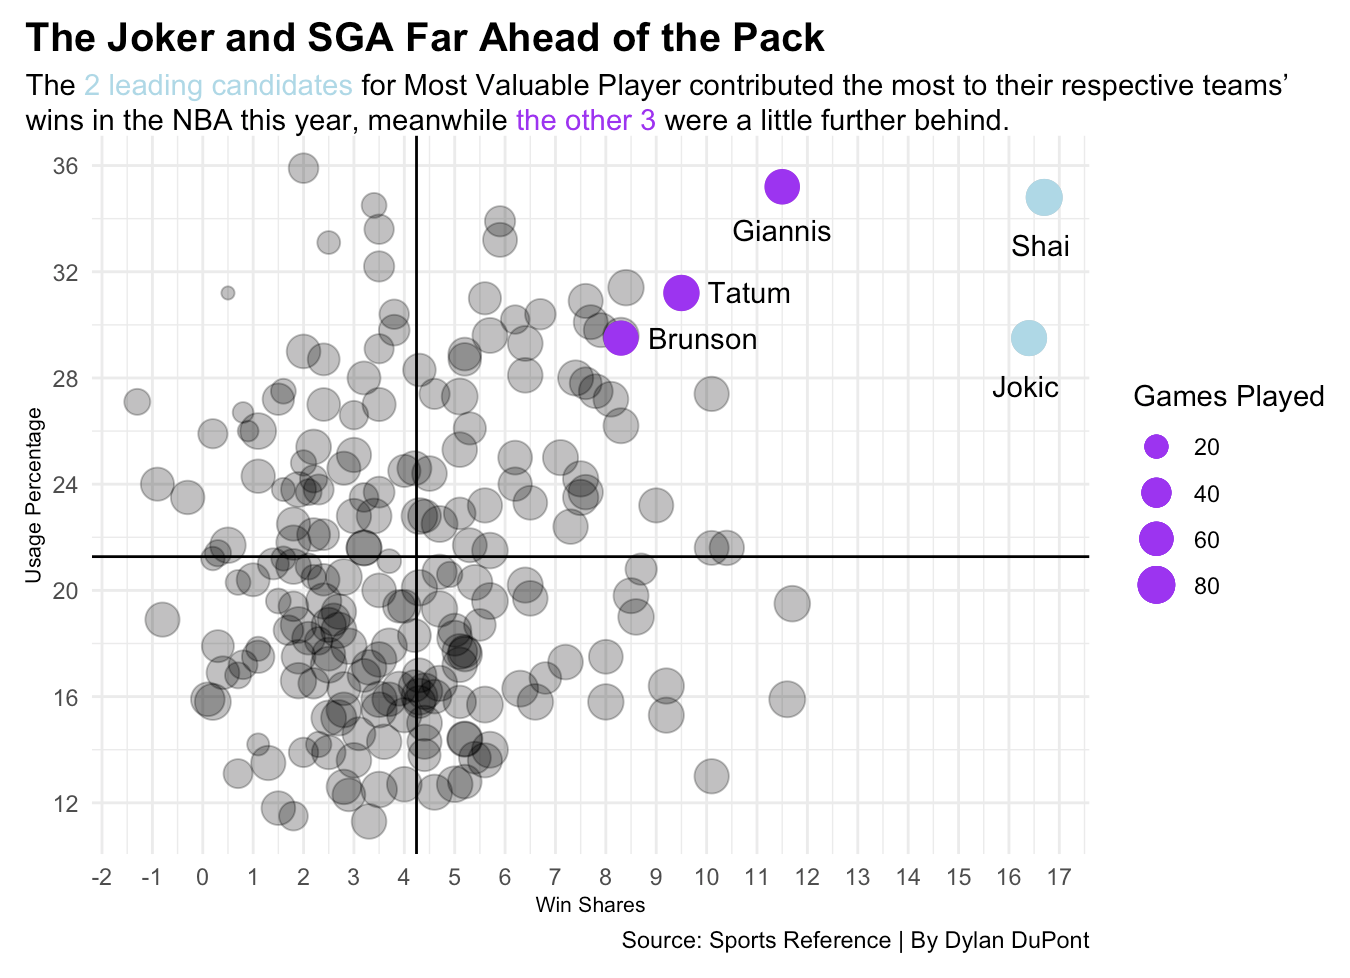 The Joker and SGA Far Ahead of the Pack
The 2 leading candidates for Most Valuable Player contributed the most to their respective teams’
wins in the NBA this year, meanwhile the other 3 were a little further behind.
36
32
28
24
20
16
12
Usage Percentage
Giannis
Shai
Tatum
Brunson
Jokic
Games Played
20
40
60
80
-2 -1 0 1 2 3 4 5 6 7 8 9 10 11 12 13 14 15 16 17
Win Shares
Source: Sports Reference | By Dylan DuPont